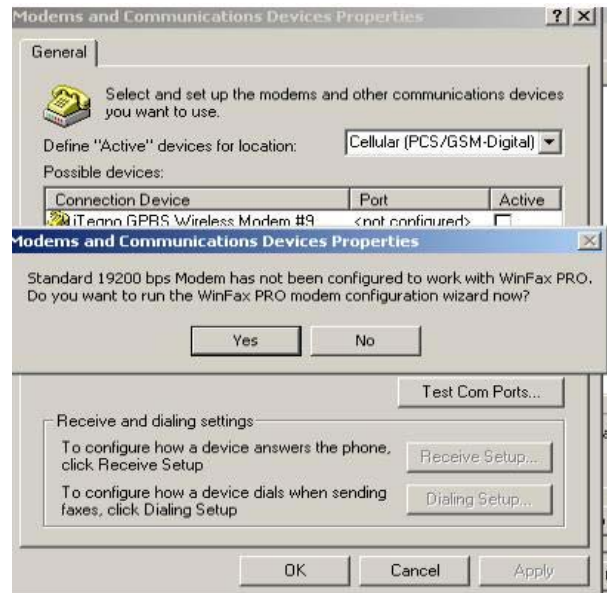 Modems and Communications Devices Properties
General
Select and set up the modems and other communications devices
you want to use.
Define "Active" devices for location:
Cellular (PCS/GSM-Digital)
Possible devices:
Connection Device Port Active
iTegno GPRS Wireless Modem #9 <not configured>
Modems and Communications Devices Properties
Standard 19200 bps Modem has not been configured to work with WinFax PRO.
Do you want to run the WinFax PRO modem configuration wizard now?
Yes No
Test Com Ports...
Receive and dialing settings
To configure how a device answers the phone,
click Receive Setup
Receive Setup...
To configure how a device dials when sending
faxes, click Dialing Setup
Dialing Setup...
OK Cancel Apply